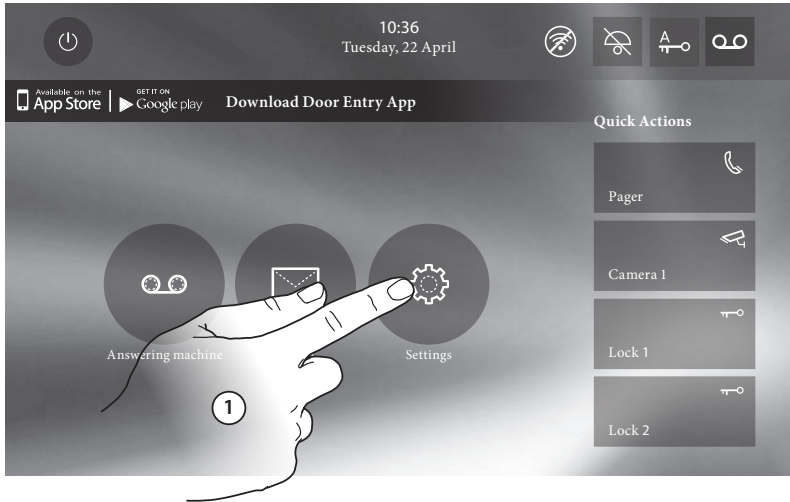 10:36
Tuesday, 22 April
A
Available on the
App Store
GET IT ON
Google play
Download Door Entry App
Quick Actions
Pager
Camera 1
Lock 1
Lock 2
Answering machine
Settings
1